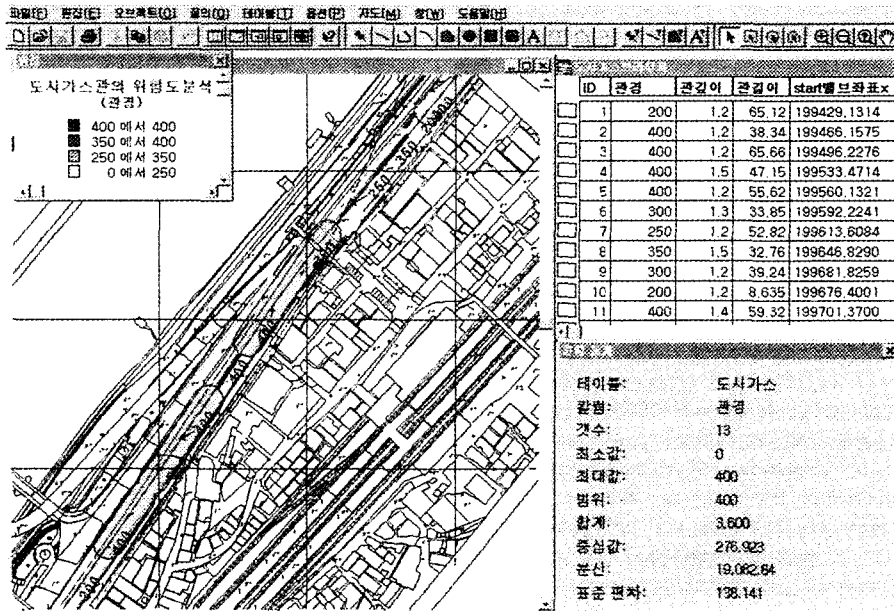 파일(F) 편집(E) 오브젝트(O) 질의(Q) 테이블(T) 옵션(P) 지도(M) 창(W) 도움말(H)
도시가스관의 위험도분석
(관경)
400 에서 400
350 에서 400
250 에서 350
0 에서 250
ID 관경 관깊이 관길이 start밸브좌표x
1 200 1.2 65.12 199429.1314
2 400 1.2 38.34 199466.1575
3 400 1.2 65.66 199496.2276
4 400 1.5 47.15 199533.4714
5 400 1.2 55.62 199560.1321
6 300 1.3 33.85 199592.2241
7 250 1.2 52.82 199613.6084
8 350 1.5 32.76 199646.8290
9 300 1.2 39.24 199681.8259
10 200 1.2 8.635 199676.4001
11 400 1.4 59.32 199701.3700
테이블: 도시가스
칼럼: 관경
갯수: 13
최소값: 0
최대값: 400
범위: 400
합계: 3,600
중심값: 276.923
분산: 19,082.84
표준 편차: 138.141